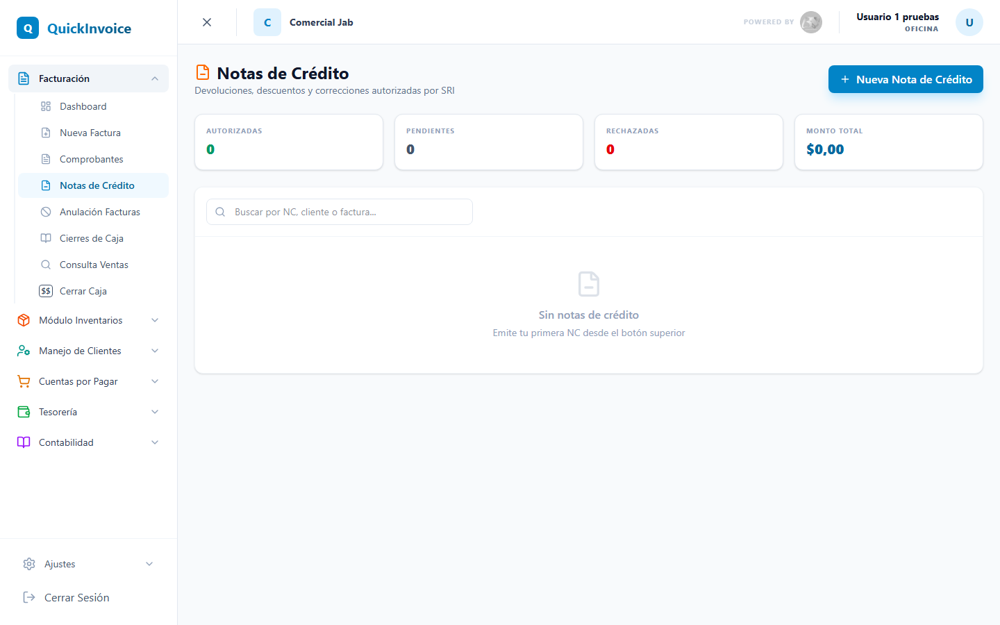 Q QuickInvoice
Facturación
Dashboard
Nueva Factura
Comprobantes
Notas de Crédito
Anulación Facturas
Cierres de Caja
Consulta Ventas
$$ Cerrar Caja
Módulo Inventarios
Manejo de Clientes
Cuentas por Pagar
Tesorería
Contabilidad
Ajustes
Cerrar Sesión
C Comercial Jab
POWERED BY
Usuario 1 pruebas
OFICINA
U
Notas de Crédito
Devoluciones, descuentos y correcciones autorizadas por SRI
+ Nueva Nota de Crédito
AUTORIZADAS
0
PENDIENTES
0
RECHAZADAS
0
MONTO TOTAL
$0,00
Buscar por NC, cliente o factura...
Sin notas de crédito
Emite tu primera NC desde el botón superior